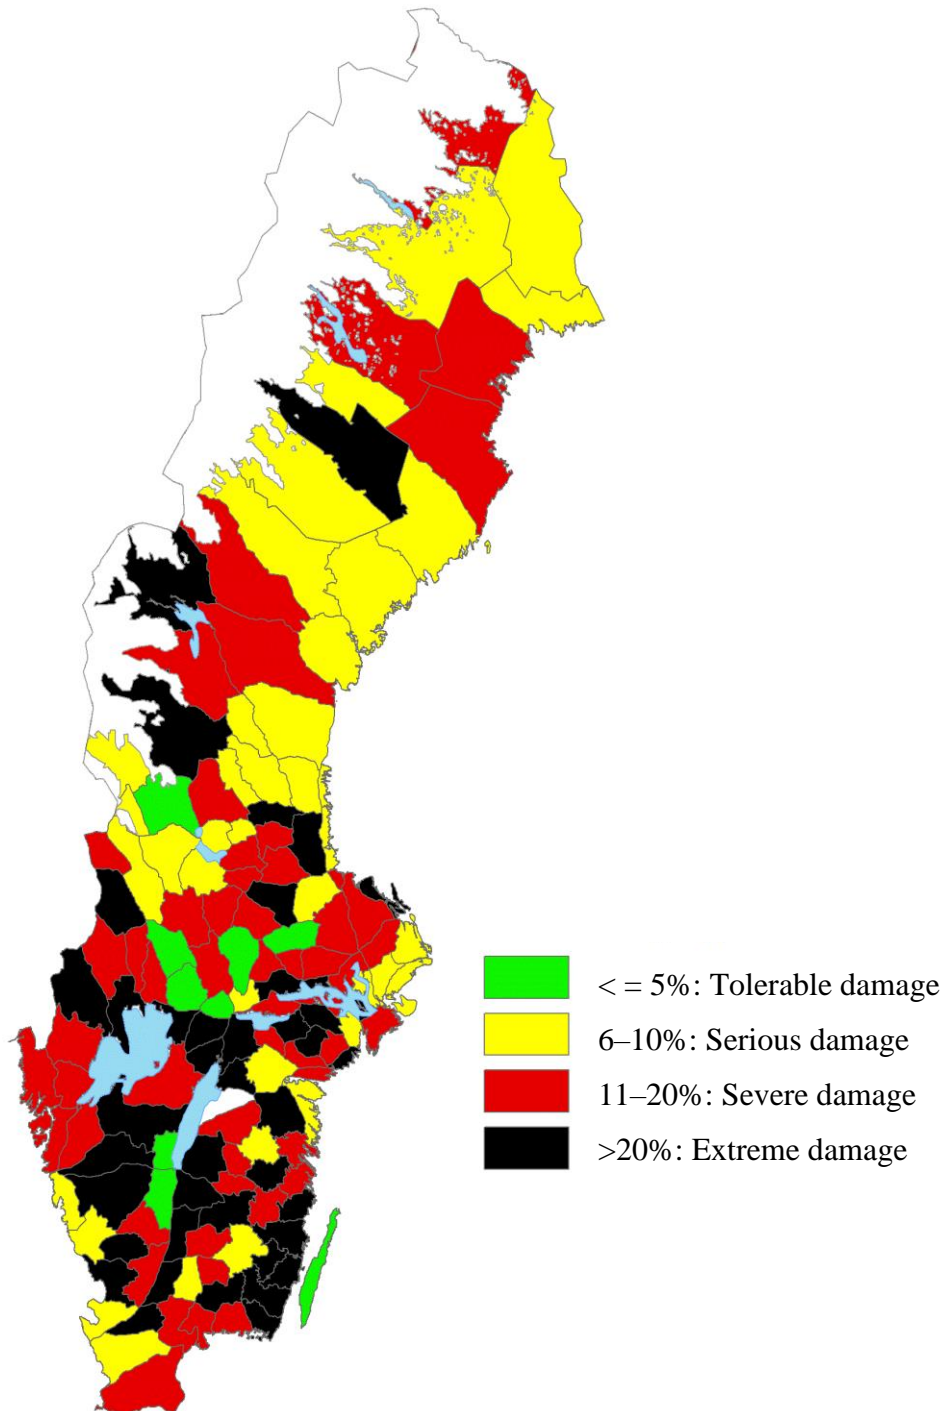 < = 5%: Tolerable damage
6–10%: Serious damage
11–20%: Severe damage
>20%: Extreme damage